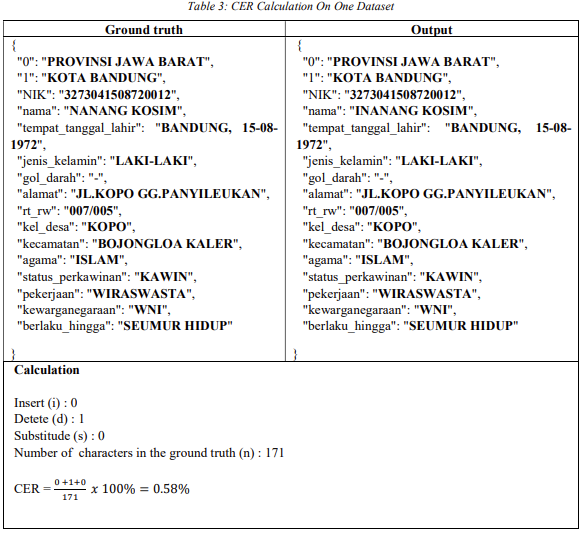 Table 3: CER Calculation On One Dataset
Ground truth
{
"0": "PROVINSI JAWA BARAT",
"1": "KOTA BANDUNG",
"NIK": "3273041508720012",
"nama": "NANANG KOSIM",
"tempat_tanggal_lahir": "BANDUNG, 15-08-
1972",
"jenis_kelamin": "LAKI-LAKI",
"gol_darah": "-",
"alamat": "JL.KOPO GG.PANYILEUKAN",
"rt_rw": "007/005",
"kel_desa": "KOPO",
"kecamatan": "BOJONGLOA KALER",
"agama": "ISLAM",
"status_perkawinan": "KAWIN",
"pekerjaan": "WIRASWASTA",
"kewarganegaraan": "WNI",
"berlaku_hingga": "SEUMUR HIDUP"
}
Output
{
"0": "PROVINSI JAWA BARAT",
"1": "KOTA BANDUNG",
"NIK": "3273041508720012",
"nama": "INANANG KOSIM",
"tempat_tanggal_lahir": "BANDUNG, 15-08-
1972",
"jenis_kelamin": "LAKI-LAKI",
"gol_darah": "-",
"alamat": "JL.KOPO GG.PANYILEUKAN",
"rt_rw": "007/005",
"kel_desa": "KOPO",
"kecamatan": "BOJONGLOA KALER",
"agama": "ISLAM",
"status_perkawinan": "KAWIN",
"pekerjaan": "WIRASWASTA",
"kewarganegaraan": "WNI",
"berlaku_hingga": "SEUMUR HIDUP"
}
Calculation
Insert (i) : 0
Detete (d) : 1
Substitude (s) : 0
Number of characters in the ground truth (n) : 171
CER = (0+1+0)/171 x 100% = 0.58%